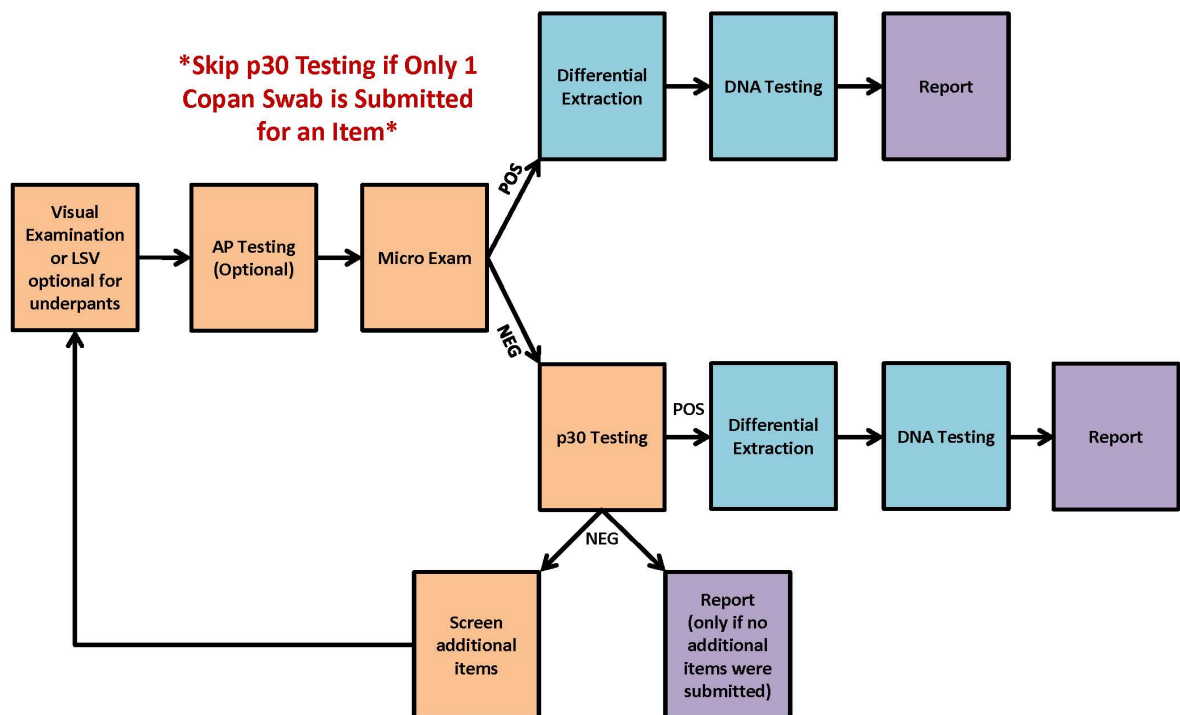 *Skip p30 Testing if Only 1
Copan Swab is Submitted
for an Item*
Differential
Extraction
DNA Testing
Report
POS
Visual
Examination
or LSV
optional for
underpants
AP Testing
(Optional)
Micro Exam
NEG
p30 Testing
POS
Differential
Extraction
DNA Testing
Report
NEG
Screen
additional
items
Report
(only if no
additional
items were
submitted)